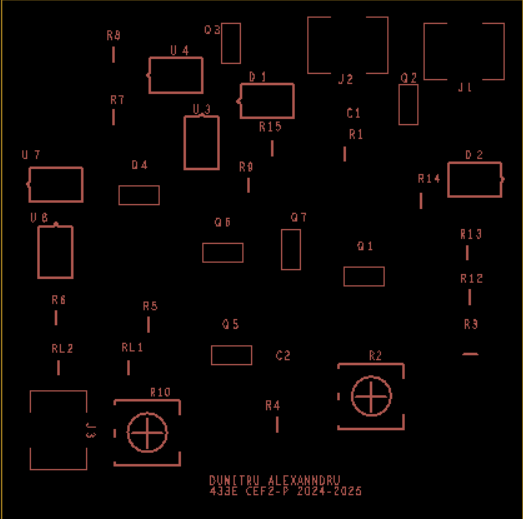 R8
Q3
U4
J2
J1
D1
Q2
R7
U3
C1
R15
R1
U7
Q4
R9
R14
D2
U6
Q6
Q7
Q1
R13
R12
R6
R5
Q5
R3
RL2
RL1
C2
R2
R10
J3
R4
DUMITRU ALEXANNDRU
433E CEF2-P 2024-2025